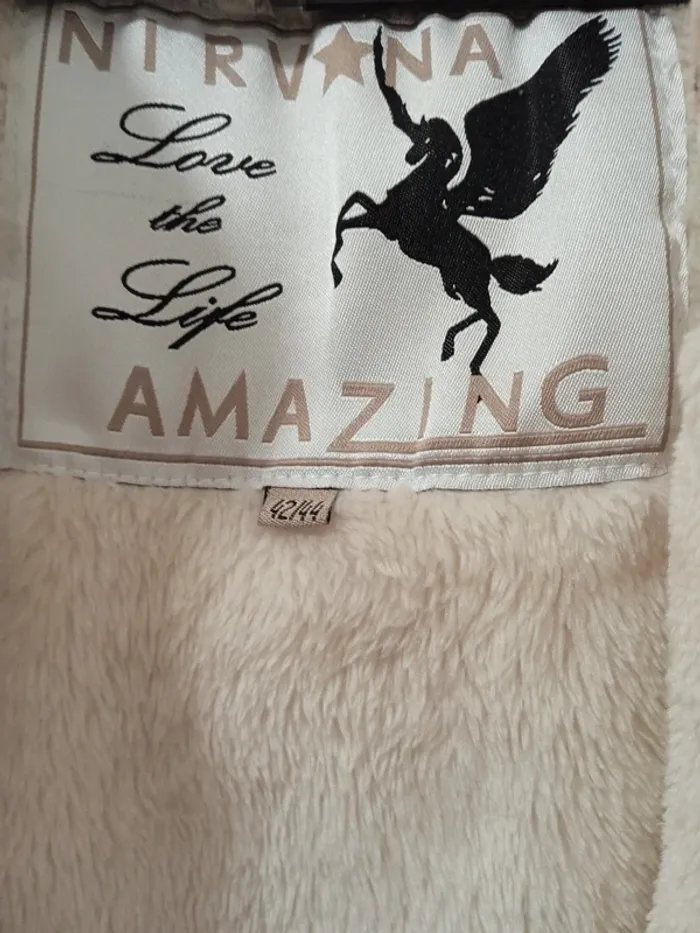 NIRVANA
Love
the
Life
AMAZING
42/44